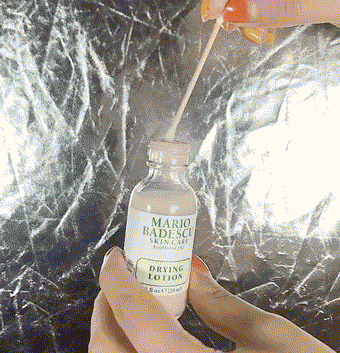 MARIO
BADESCU
SKIN CARE
DRYING
LOTION